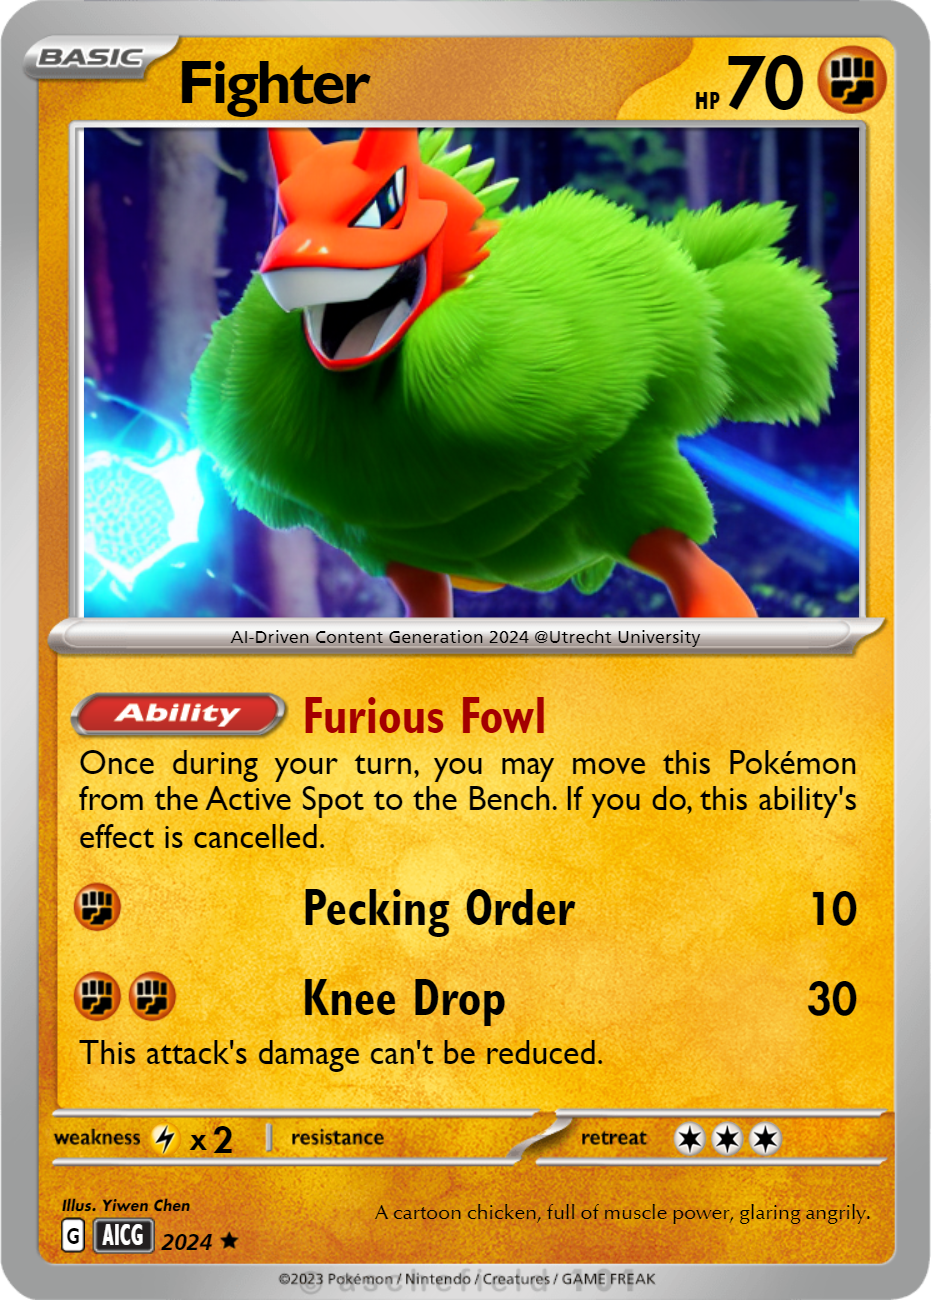 BASIC
Fighter
HP 70
AI-Driven Content Generation 2024 @Utrecht University
Ability Furious Fowl
Once during your turn, you may move this Pokémon
from the Active Spot to the Bench. If you do, this ability's
effect is cancelled.
Pecking Order 10
Knee Drop 30
This attack's damage can't be reduced.
weakness x2 resistance retreat
Illus. Yiwen Chen
A cartoon chicken, full of muscle power, glaring angrily.
G AICG 2024 ★
©2023 Pokémon / Nintendo / Creatures / GAME FREAK